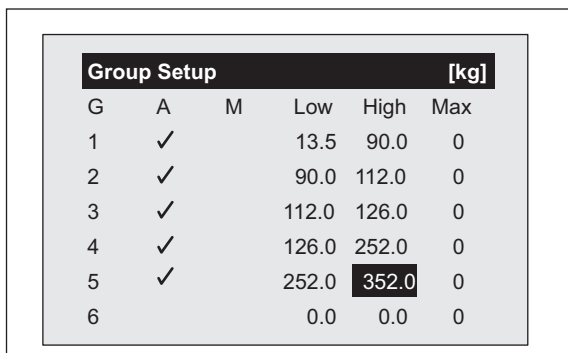 Group Setup [kg]
G A M Low High Max
1 ✓ 13.5 90.0 0
2 ✓ 90.0 112.0 0
3 ✓ 112.0 126.0 0
4 ✓ 126.0 252.0 0
5 ✓ 252.0 352.0 0
6 0.0 0.0 0